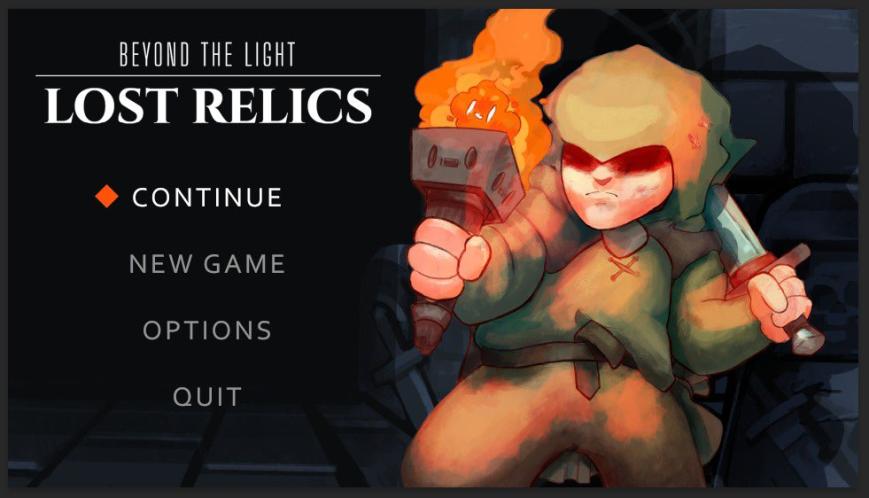 BEYOND THE LIGHT
LOST RELICS
CONTINUE
NEW GAME
OPTIONS
QUIT